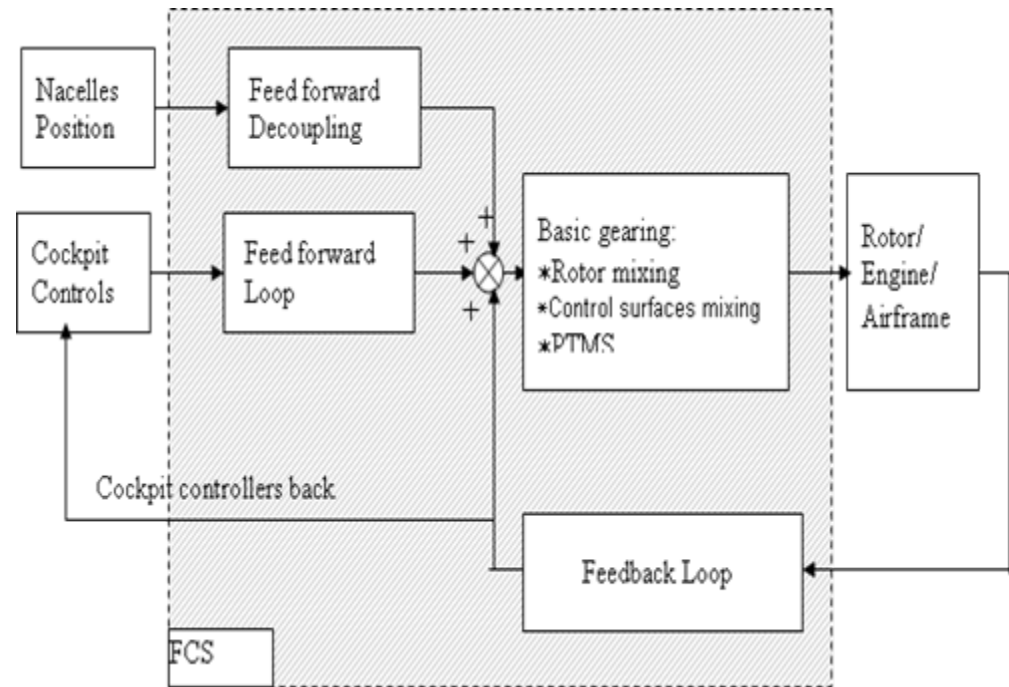 Nacelles
Position
Feed forward
Decoupling
Cockpit
Controls
Feed forward
Loop
+
+
+
Basic gearing:
*Rotor mixing
*Control surfaces mixing
*PTMS
Rotor/
Engine/
Airframe
Cockpit controllers back
Feedback Loop
FCS